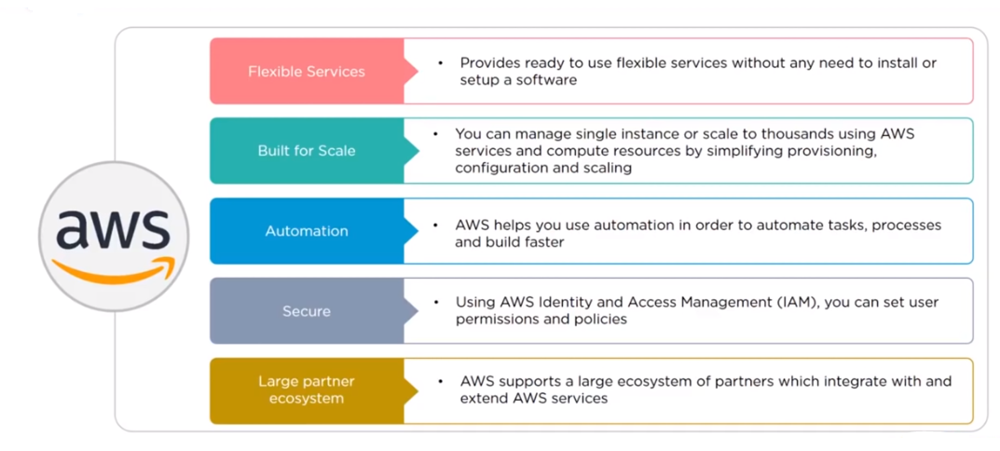 aws
Flexible Services
• Provides ready to use flexible services without any need to install or
setup a software
Built for Scale
• You can manage single instance or scale to thousands using AWS
services and compute resources by simplifying provisioning,
configuration and scaling
Automation
• AWS helps you use automation in order to automate tasks, processes
and build faster
Secure
• Using AWS Identity and Access Management (IAM), you can set user
permissions and policies
Large partner
ecosystem
• AWS supports a large ecosystem of partners which integrate with and
extend AWS services